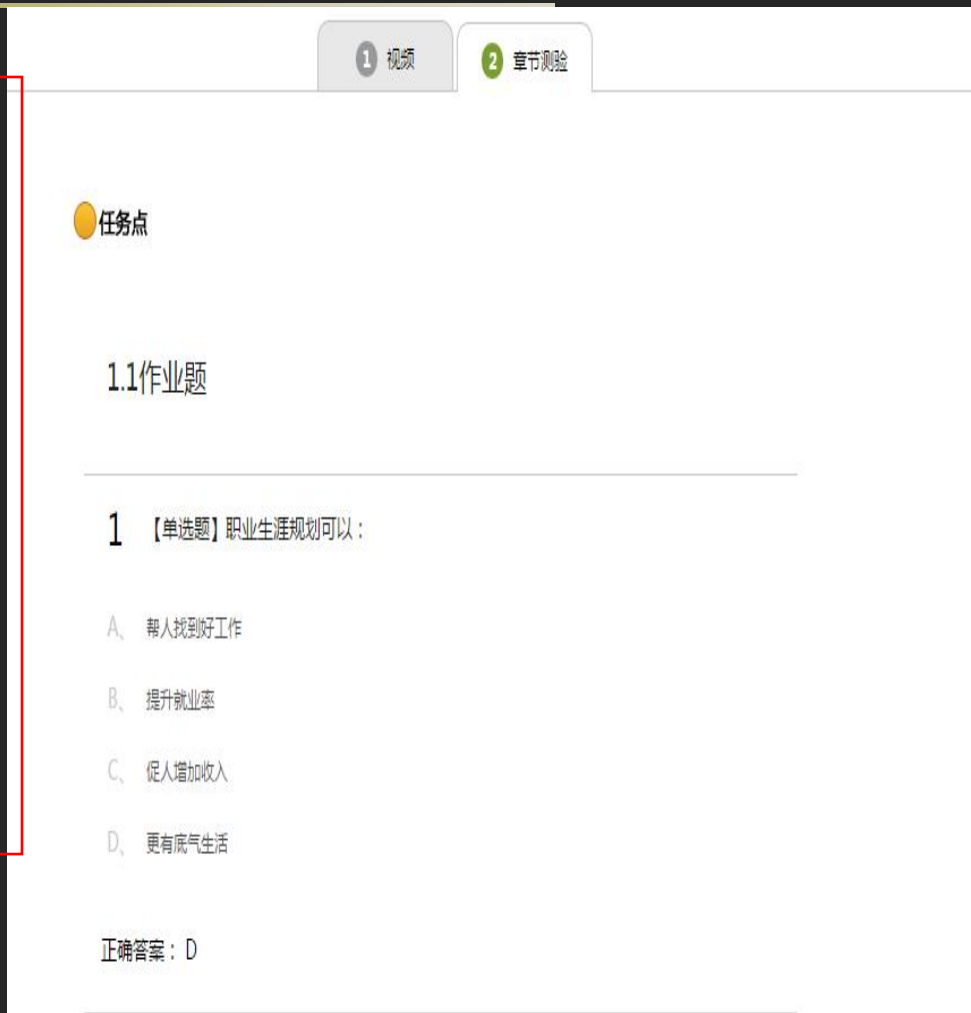 1 视频 2 章节测验
任务点
1.1作业题
1 【单选题】职业生涯规划可以：
A、 帮人找到好工作
B、 提升就业率
C、 促人增加收入
D、 更有底气生活
正确答案：D